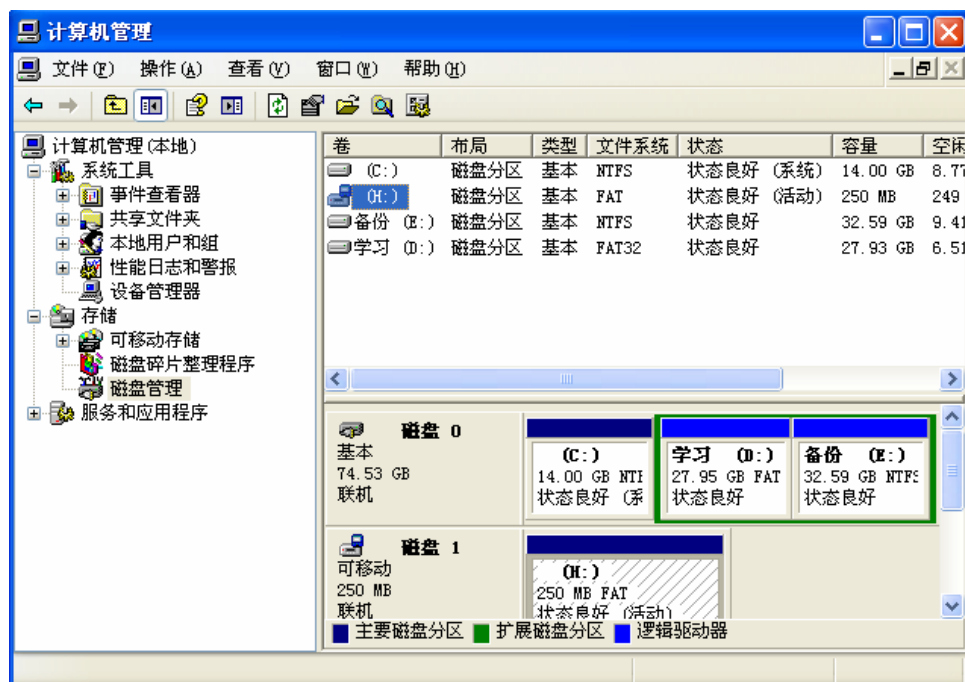 计算机管理
文件(F) 操作(A) 查看(V) 窗口(W) 帮助(H)
计算机管理(本地)
系统工具
事件查看器
共享文件夹
本地用户和组
性能日志和警报
设备管理器
存储
可移动存储
磁盘碎片整理程序
磁盘管理
服务和应用程序
卷 布局 类型 文件系统 状态 容量 空闲
(C:) 磁盘分区 基本 NTFS 状态良好 (系统) 14.00 GB 8.77
(H:) 磁盘分区 基本 FAT 状态良好 (活动) 250 MB 249
备份 (E:) 磁盘分区 基本 NTFS 状态良好 32.59 GB 9.41
学习 (D:) 磁盘分区 基本 FAT32 状态良好 27.93 GB 6.51
磁盘 0
基本
74.53 GB
联机
(C:)
14.00 GB NTF
状态良好 (系
学习 (D:)
27.95 GB FAT
状态良好
备份 (E:)
32.59 GB NTFS
状态良好
磁盘 1
可移动
250 MB
联机
(H:)
250 MB FAT
状态良好 (活动)
主要磁盘分区 扩展磁盘分区 逻辑驱动器